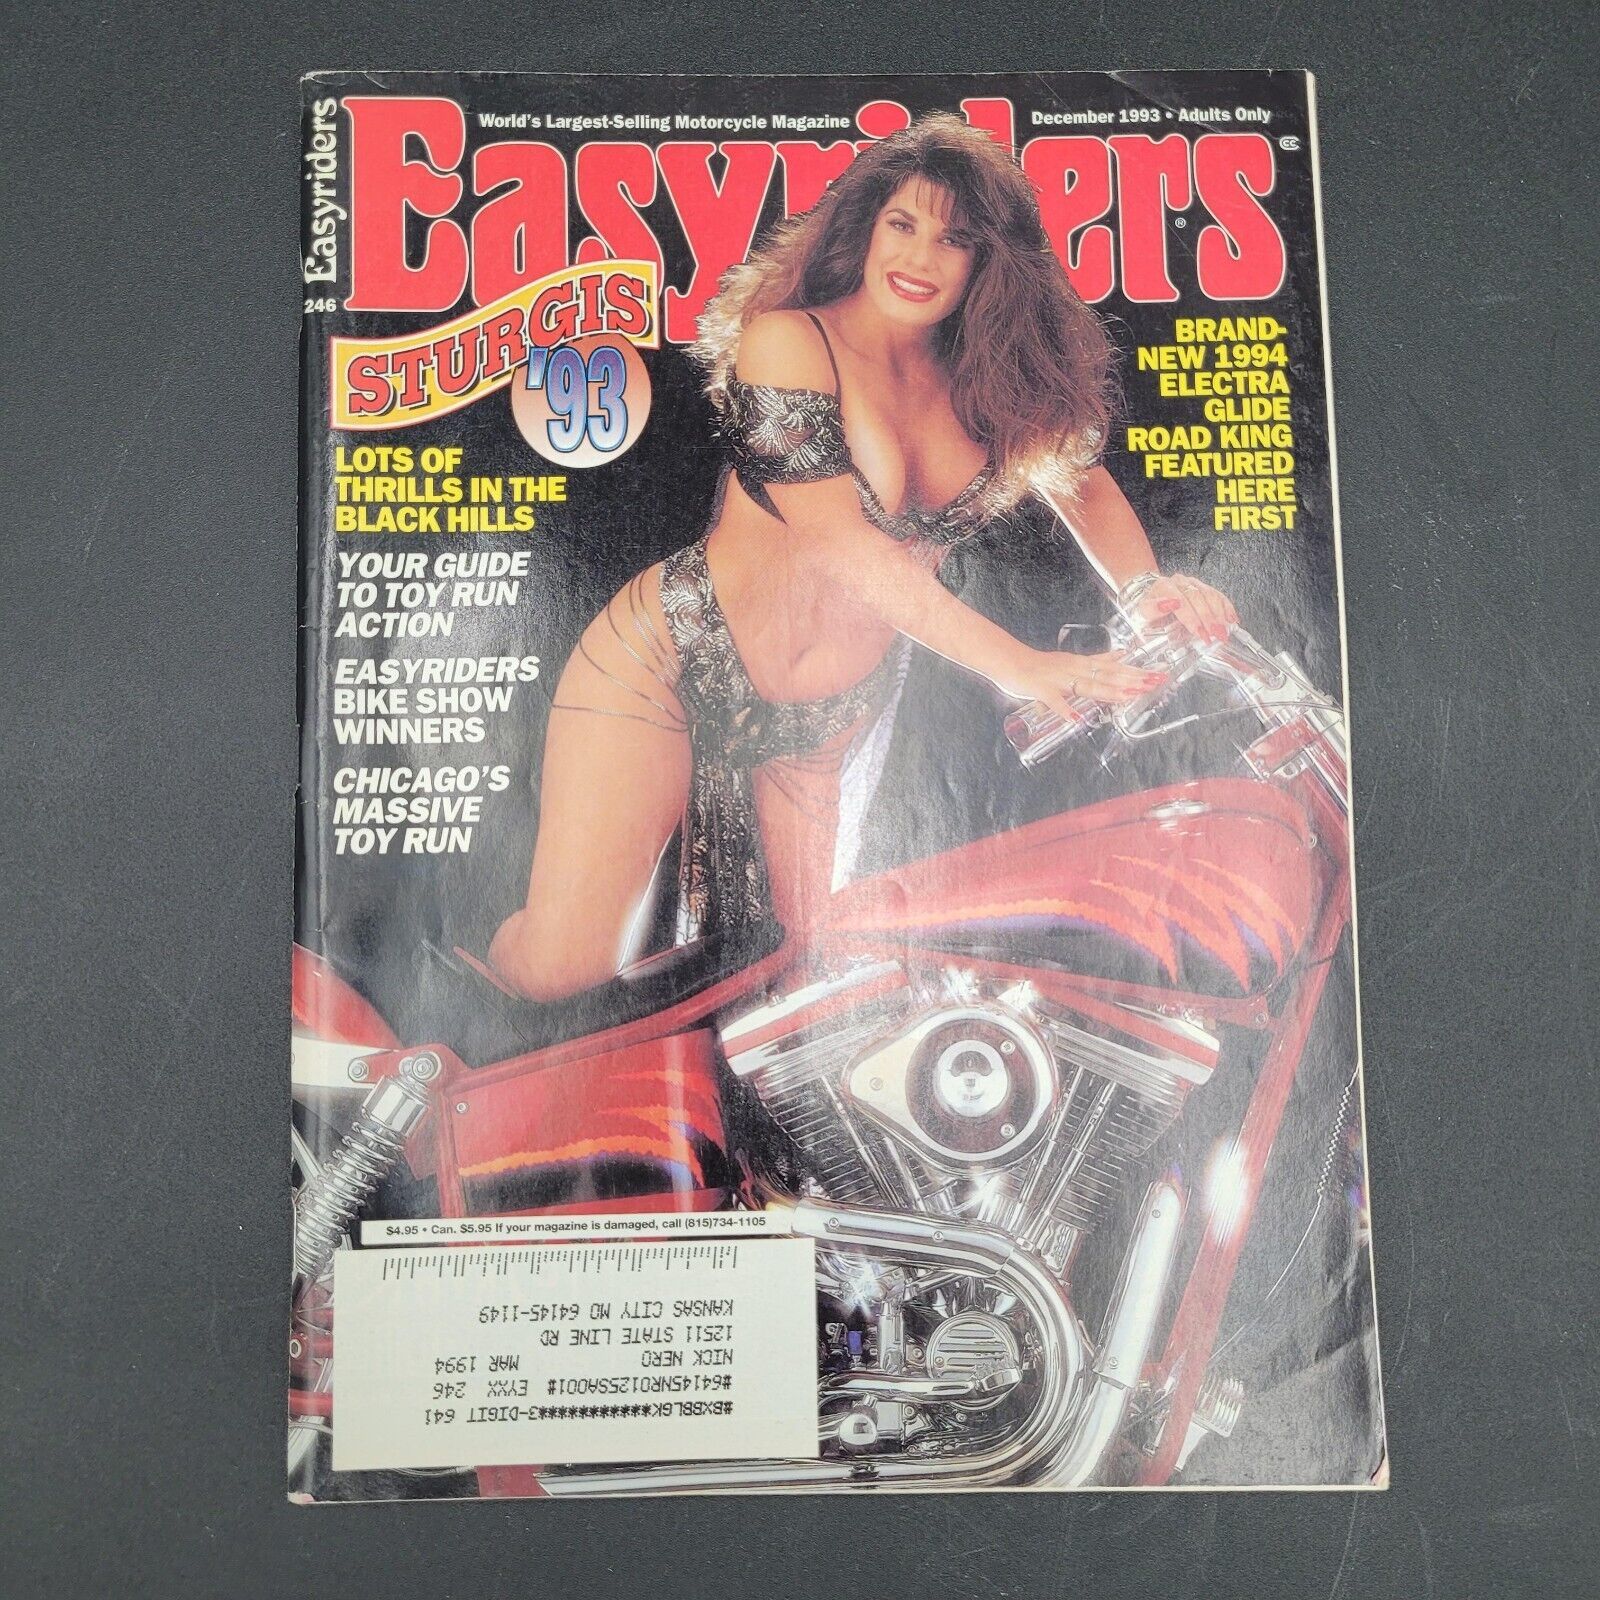 World's Largest-Selling Motorcycle Magazine
December 1993 • Adults Only
Easyriders
Easyriders
246
STURGIS
'93
LOTS OF
THRILLS IN THE
BLACK HILLS
YOUR GUIDE
TO TOY RUN
ACTION
EASYRIDERS
BIKE SHOW
WINNERS
CHICAGO'S
MASSIVE
TOY RUN
BRAND-
NEW 1994
ELECTRA
GLIDE
ROAD KING
FEATURED
HERE
FIRST
$4.95 • Can. $5.95 If your magazine is damaged, call (815)734-1105
#BXBBLGK************3-DIGIT 641
#64145NR0125SA001# EYXX 246
NICK NERO MAR 1994
12511 STATE LINE RD
KANSAS CITY MO 64145-1149